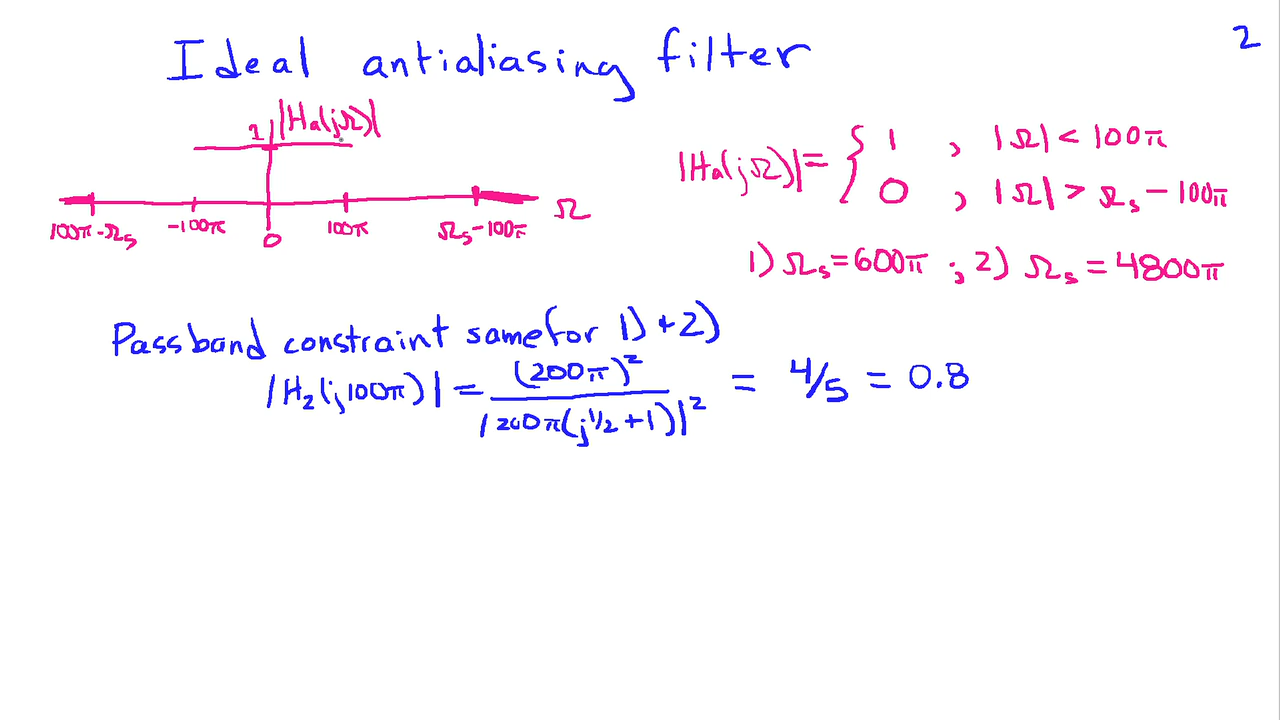 Ideal antialiasing filter
2
1 |Ha(jΩ)|
100π-Ωs -100π 0 100π Ωs-100π Ω
|Ha(jΩ)| = { 1 , |Ω| < 100π
0 , |Ω| > Ωs - 100π
1) Ωs = 600π ; 2) Ωs = 4800π
Passband constraint same for 1) + 2)
|H₂(j100π)| = (200π)² / |200π(j½+1)|² = 4/5 = 0.8